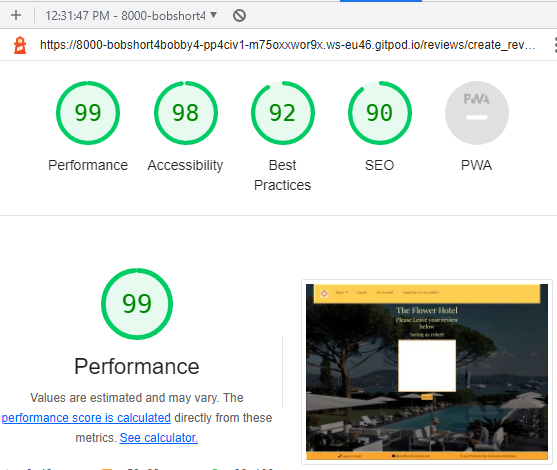 12:31:47 PM - 8000-bobshort4
https://8000-bobshort4bobby4-pp4civ1-m75oxxwor9x.ws-eu46.gitpod.io/reviews/create_rev…
99 98 92 90 PWA
Performance Accessibility Best Practices SEO PWA
99
Performance
Values are estimated and may vary. The
performance score is calculated directly from these
metrics. See calculator.
The Flower Hotel
Please Leave your review
below